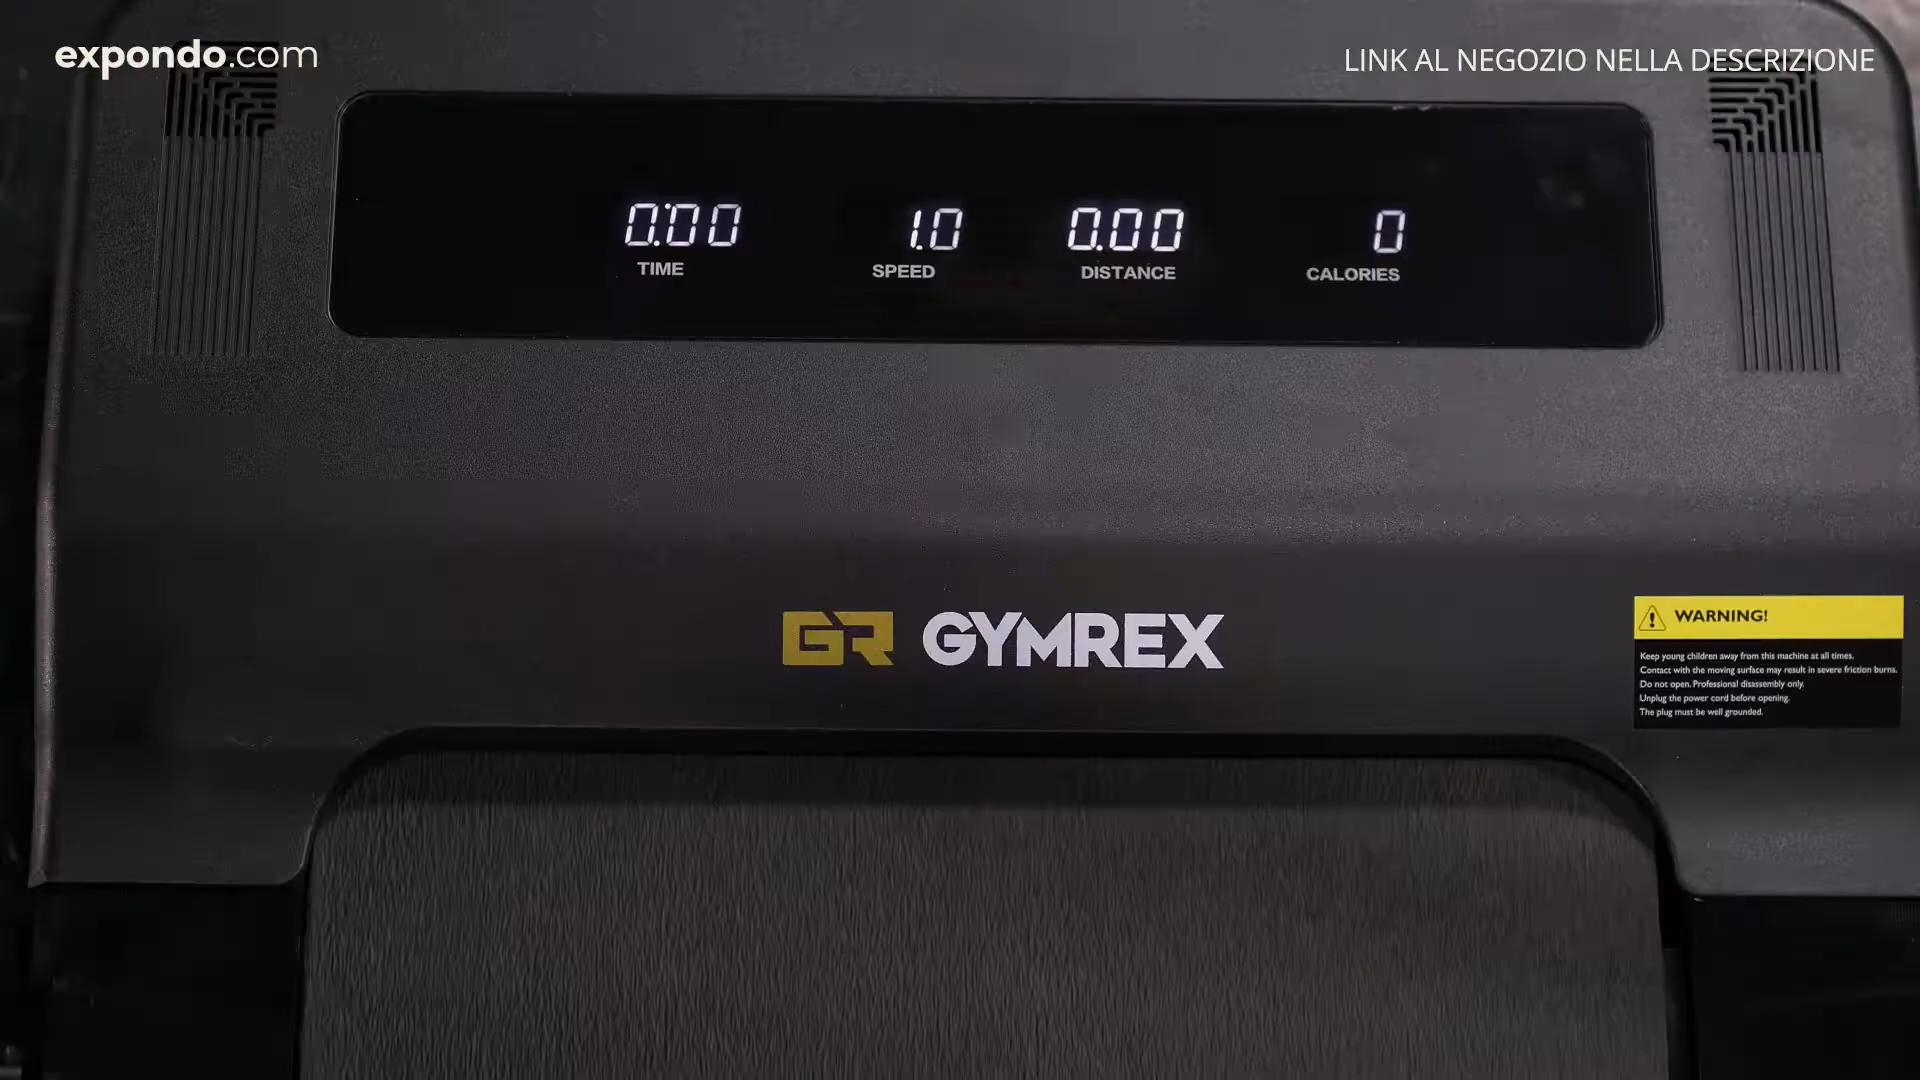 expondo.com
LINK AL NEGOZIO NELLA DESCRIZIONE
0:00 1.0 0.00 0
TIME SPEED DISTANCE CALORIES
GR GYMREX
WARNING!
Keep young children away from this machine at all times.
Contact with the moving surface may result in severe friction burns.
Do not open. Professional disassembly only.
Unplug the power cord before opening.
The plug must be well grounded.